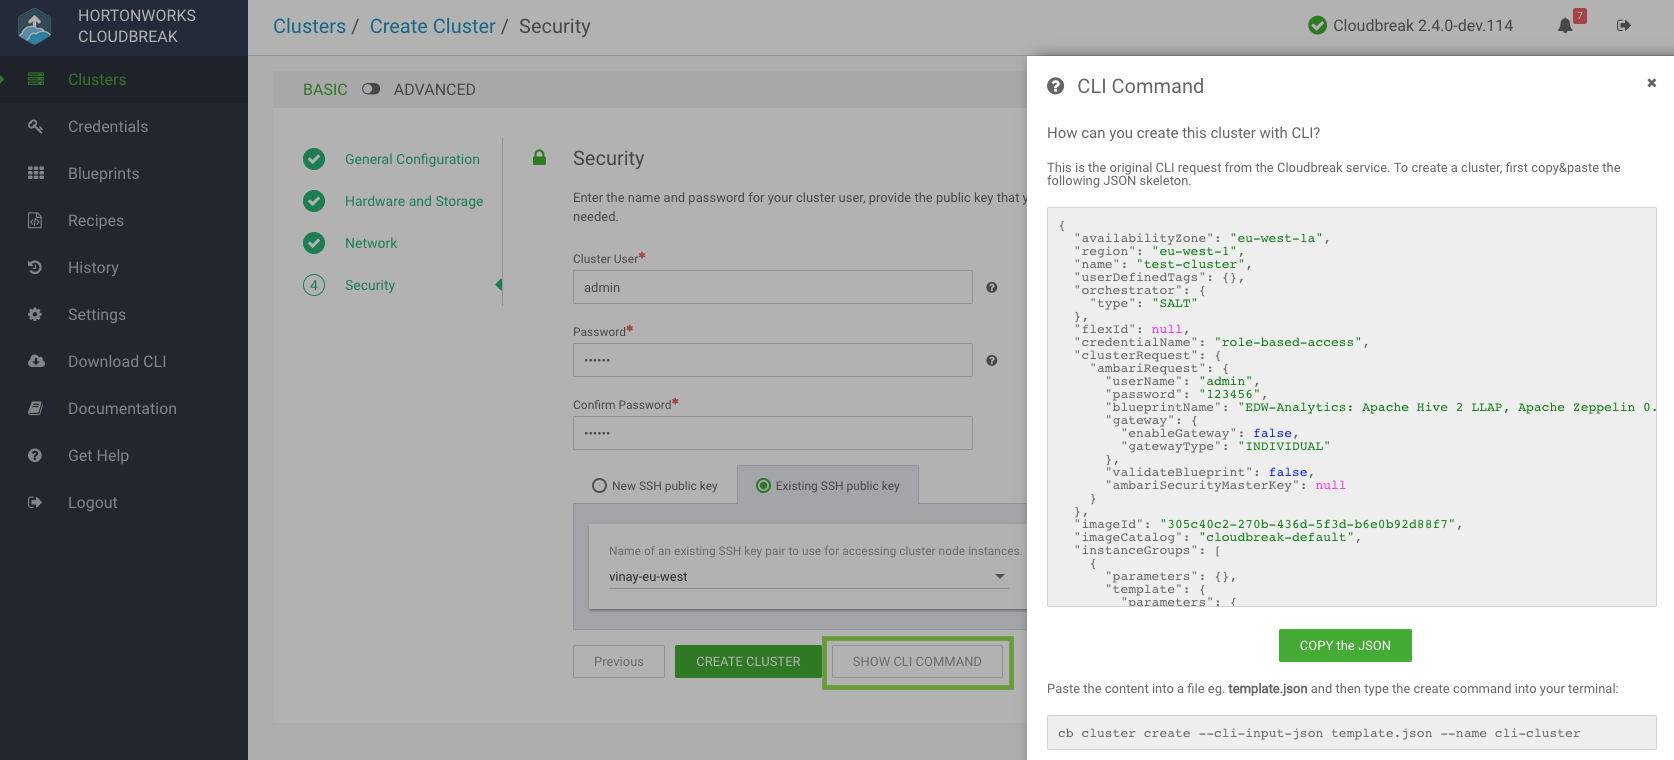 HORTONWORKS
CLOUDBREAK
Clusters
Credentials
Blueprints
Recipes
History
Settings
Download CLI
Documentation
Get Help
Logout
Clusters / Create Cluster / Security
Cloudbreak 2.4.0-dev.114
7
BASIC ADVANCED
General Configuration
Hardware and Storage
Network
4 Security
Security
Enter the name and password for your cluster user, provide the public key that y
needed.
Cluster User*
admin
Password*
••••••
Confirm Password*
••••••
New SSH public key
Existing SSH public key
Name of an existing SSH key pair to use for accessing cluster node instances.
vinay-eu-west
Previous
CREATE CLUSTER
SHOW CLI COMMAND
CLI Command
How can you create this cluster with CLI?
This is the original CLI request from the Cloudbreak service. To create a cluster, first copy&paste the
following JSON skeleton.
{
  "availabilityZone": "eu-west-1a",
  "region": "eu-west-1",
  "name": "test-cluster",
  "userDefinedTags": {},
  "orchestrator": {
    "type": "SALT"
  },
  "flexId": null,
  "credentialName": "role-based-access",
  "clusterRequest": {
    "ambariRequest": {
      "userName": "admin",
      "password": "123456",
      "blueprintName": "EDW-Analytics: Apache Hive 2 LLAP, Apache Zeppelin 0.
      "gateway": {
        "enableGateway": false,
        "gatewayType": "INDIVIDUAL"
      },
      "validateBlueprint": false,
      "ambariSecurityMasterKey": null
    }
  },
  "imageId": "305c40c2-270b-436d-5f3d-b6e0b92d88f7",
  "imageCatalog": "cloudbreak-default",
  "instanceGroups": [
    {
      "parameters": {},
      "template": {
        "parameters": {
COPY the JSON
Paste the content into a file eg. template.json and then type the create command into your terminal:
cb cluster create --cli-input-json template.json --name cli-cluster